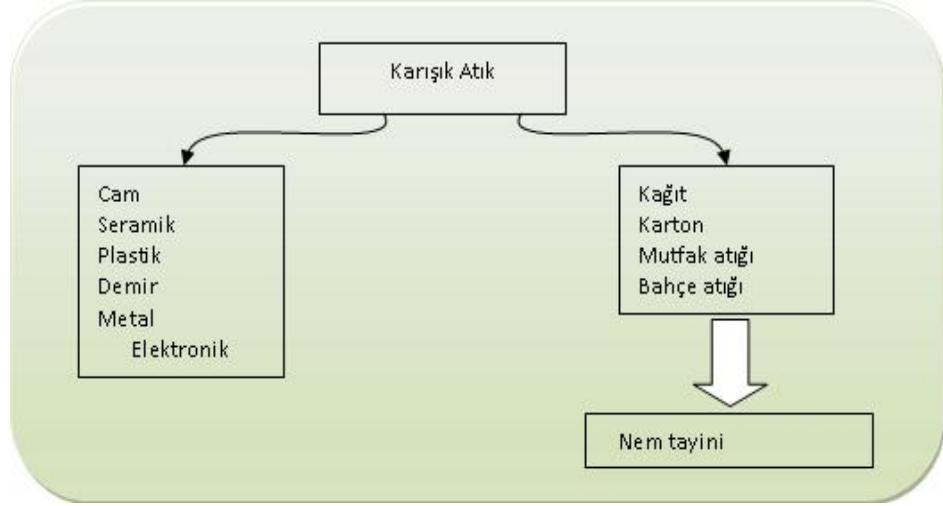 Karışık Atık
Cam
Seramik
Plastik
Demir
Metal
Elektronik
Kağıt
Karton
Mutfak atığı
Bahçe atığı
Nem tayini